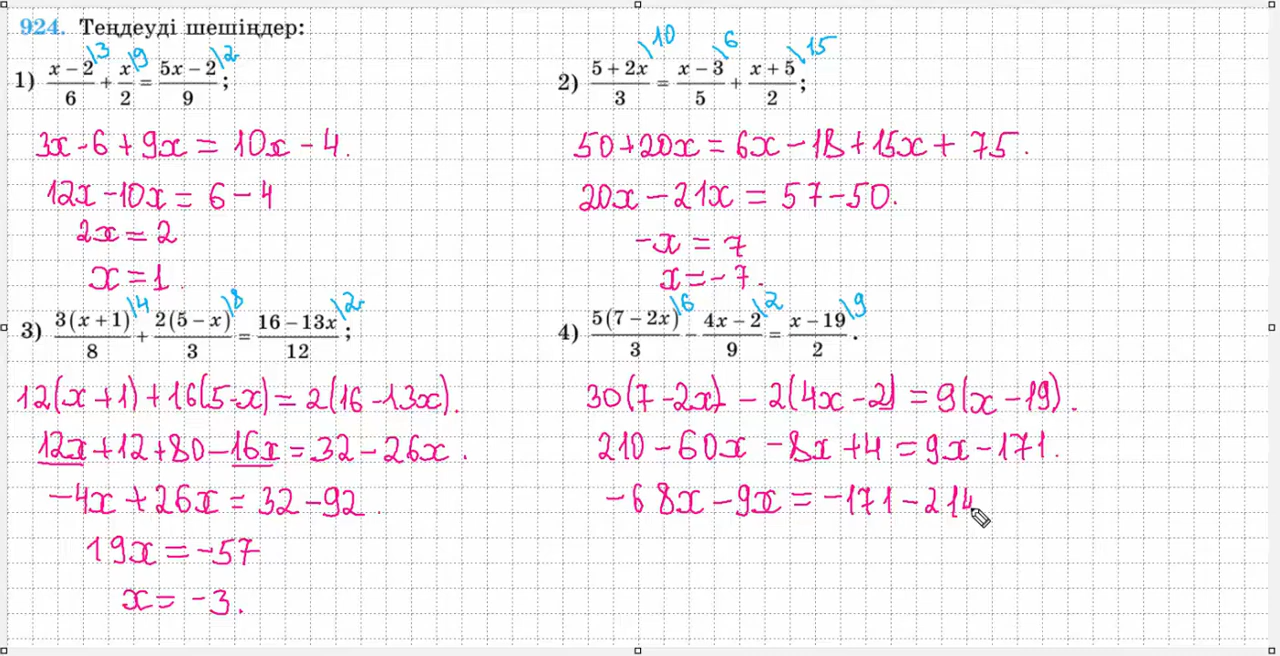 924. Теңдеуді шешіңдер:
1) (x − 2)/6 \3 + x/2 \9 = (5x − 2)/9 \2 ;
3x - 6 + 9x = 10x - 4.
12x - 10x = 6 - 4
2x = 2
x = 1.
2) (5 + 2x)/3 \10 = (x − 3)/5 \6 + (x + 5)/2 \15 ;
50 + 20x = 6x - 18 + 15x + 75.
20x - 21x = 57 - 50.
-x = 7
x = -7.
3) 3(x + 1)/8 \4 + 2(5 − x)/3 \8 = (16 − 13x)/12 \2 ;
12(x + 1) + 16(5 - x) = 2(16 - 13x).
12x + 12 + 80 - 16x = 32 - 26x.
-4x + 26x = 32 - 92.
19x = -57
x = -3.
4) 5(7 − 2x)/3 \6 − (4x − 2)/9 \2 = (x − 19)/2 \9 .
30(7 - 2x) - 2(4x - 2) = 9(x - 19).
210 - 60x - 8x + 4 = 9x - 171.
-68x - 9x = -171 - 214